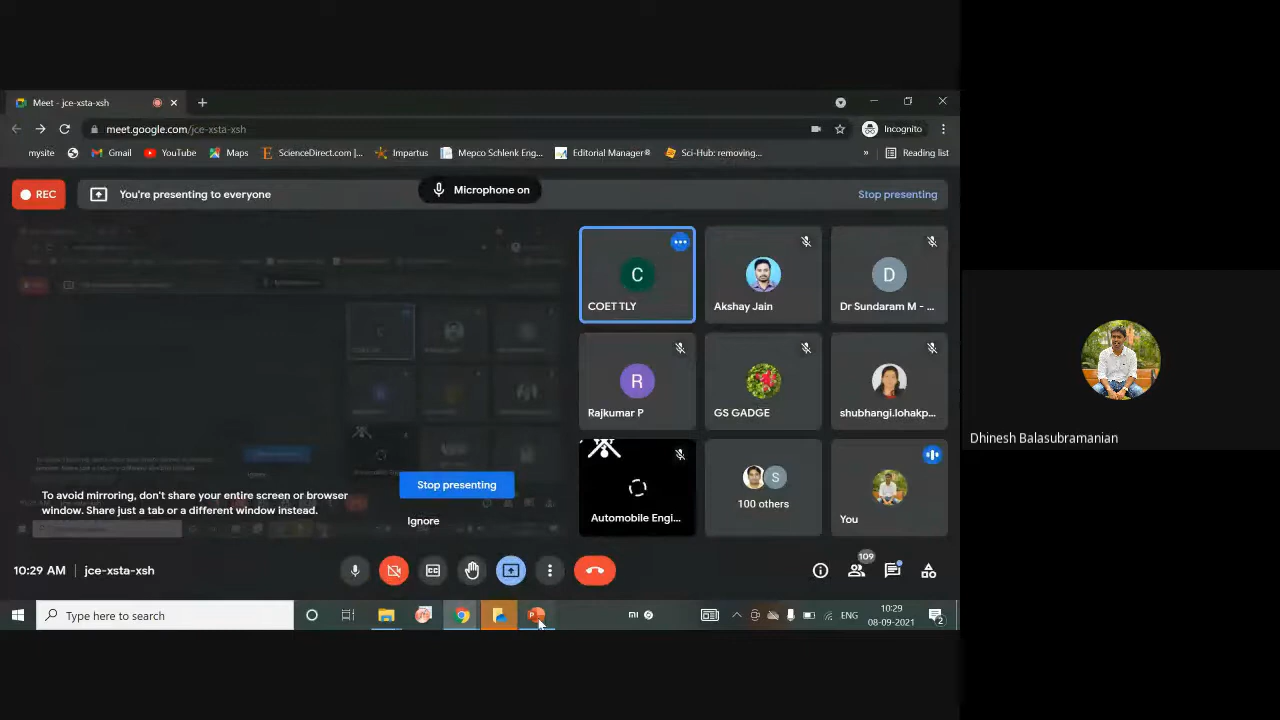 Meet - jce-xsta-xsh
meet.google.com/jce-xsta-xsh
Incognito
mysite
Gmail
YouTube
Maps
ScienceDirect.com |...
Impartus
Mepco Schlenk Eng...
Editorial Manager®
Sci-Hub: removing...
»
Reading list
REC
You're presenting to everyone
Microphone on
Stop presenting
C
COET TLY
Akshay Jain
D
Dr Sundaram M - ...
R
Rajkumar P
GS GADGE
shubhangi.lohakp...
Automobile Engi...
S
100 others
You
Dhinesh Balasubramanian
To avoid mirroring, don't share your entire screen or browser
window. Share just a tab or a different window instead.
Stop presenting
Ignore
10:29 AM | jce-xsta-xsh
109
Type here to search
ENG
10:29
08-09-2021
2